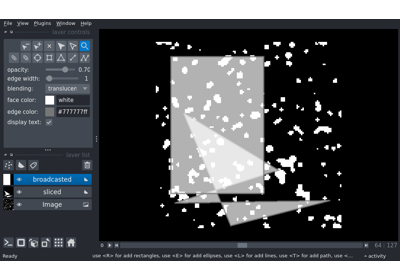 File View Plugins Window Help
layer controls
opacity: 0.70
edge width: 1
blending: translucen
face color: white
edge color: #777777ff
display text:
layer list
broadcasted
sliced
Image
0 64 127
Ready use <R> for add rectangles, use <E> for add ellipses, use <L> for add lines, use <T> for add path, use <... activity